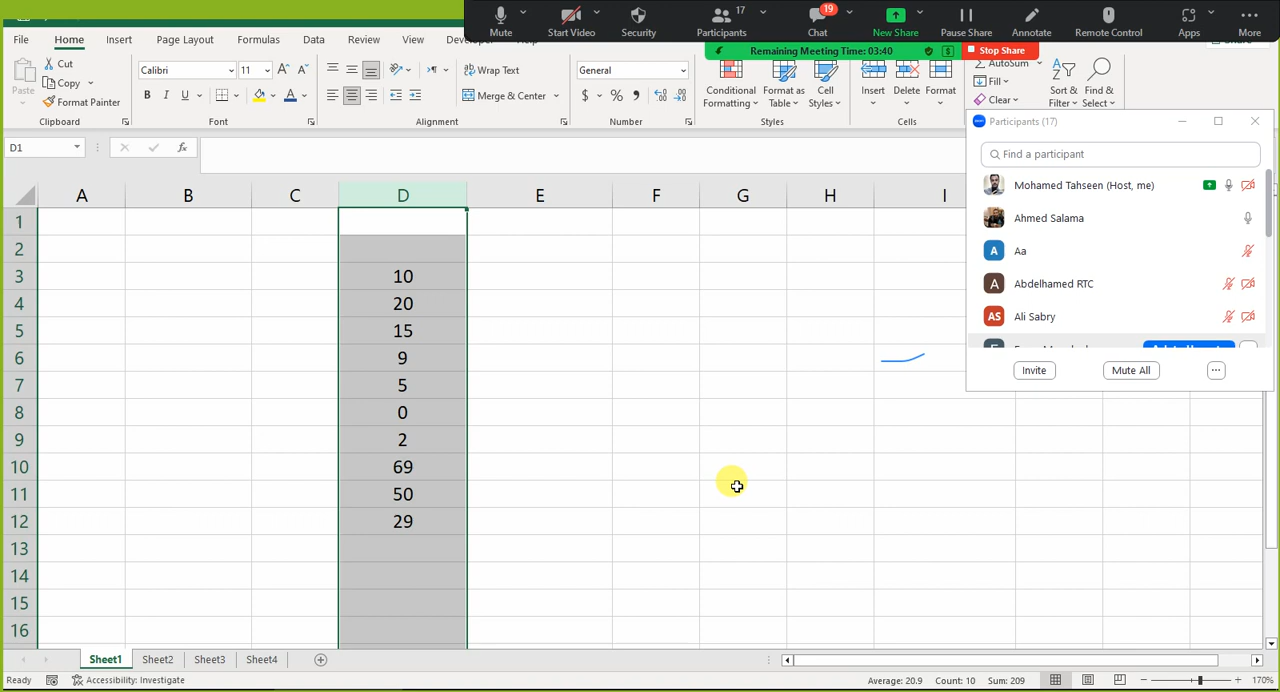 17
19
Mute
Start Video
Security
Participants
Chat
New Share
Pause Share
Annotate
Remote Control
Apps
More
Remaining Meeting Time: 03:40
Stop Share
File
Home
Insert
Page Layout
Formulas
Data
Review
View
Paste
Cut
Copy
Format Painter
Clipboard
Calibri
11
B
I
U
Font
Wrap Text
Merge & Center
Alignment
General
$
%
Number
Conditional
Formatting
Format as
Table
Cell
Styles
Styles
Insert
Delete
Format
Cells
AutoSum
Fill
Clear
Sort &
Filter
Find &
Select
D1
fx
Participants (17)
Find a participant
Mohamed Tahseen (Host, me)
Ahmed Salama
A
Aa
A
Abdelhamed RTC
AS
Ali Sabry
Invite
Mute All
A
B
C
D
E
F
G
H
I
1
2
3
10
4
20
5
15
6
9
7
5
8
0
9
2
10
69
11
50
12
29
13
14
15
16
Sheet1
Sheet2
Sheet3
Sheet4
Ready
Accessibility: Investigate
Average: 20.9
Count: 10
Sum: 209
170%